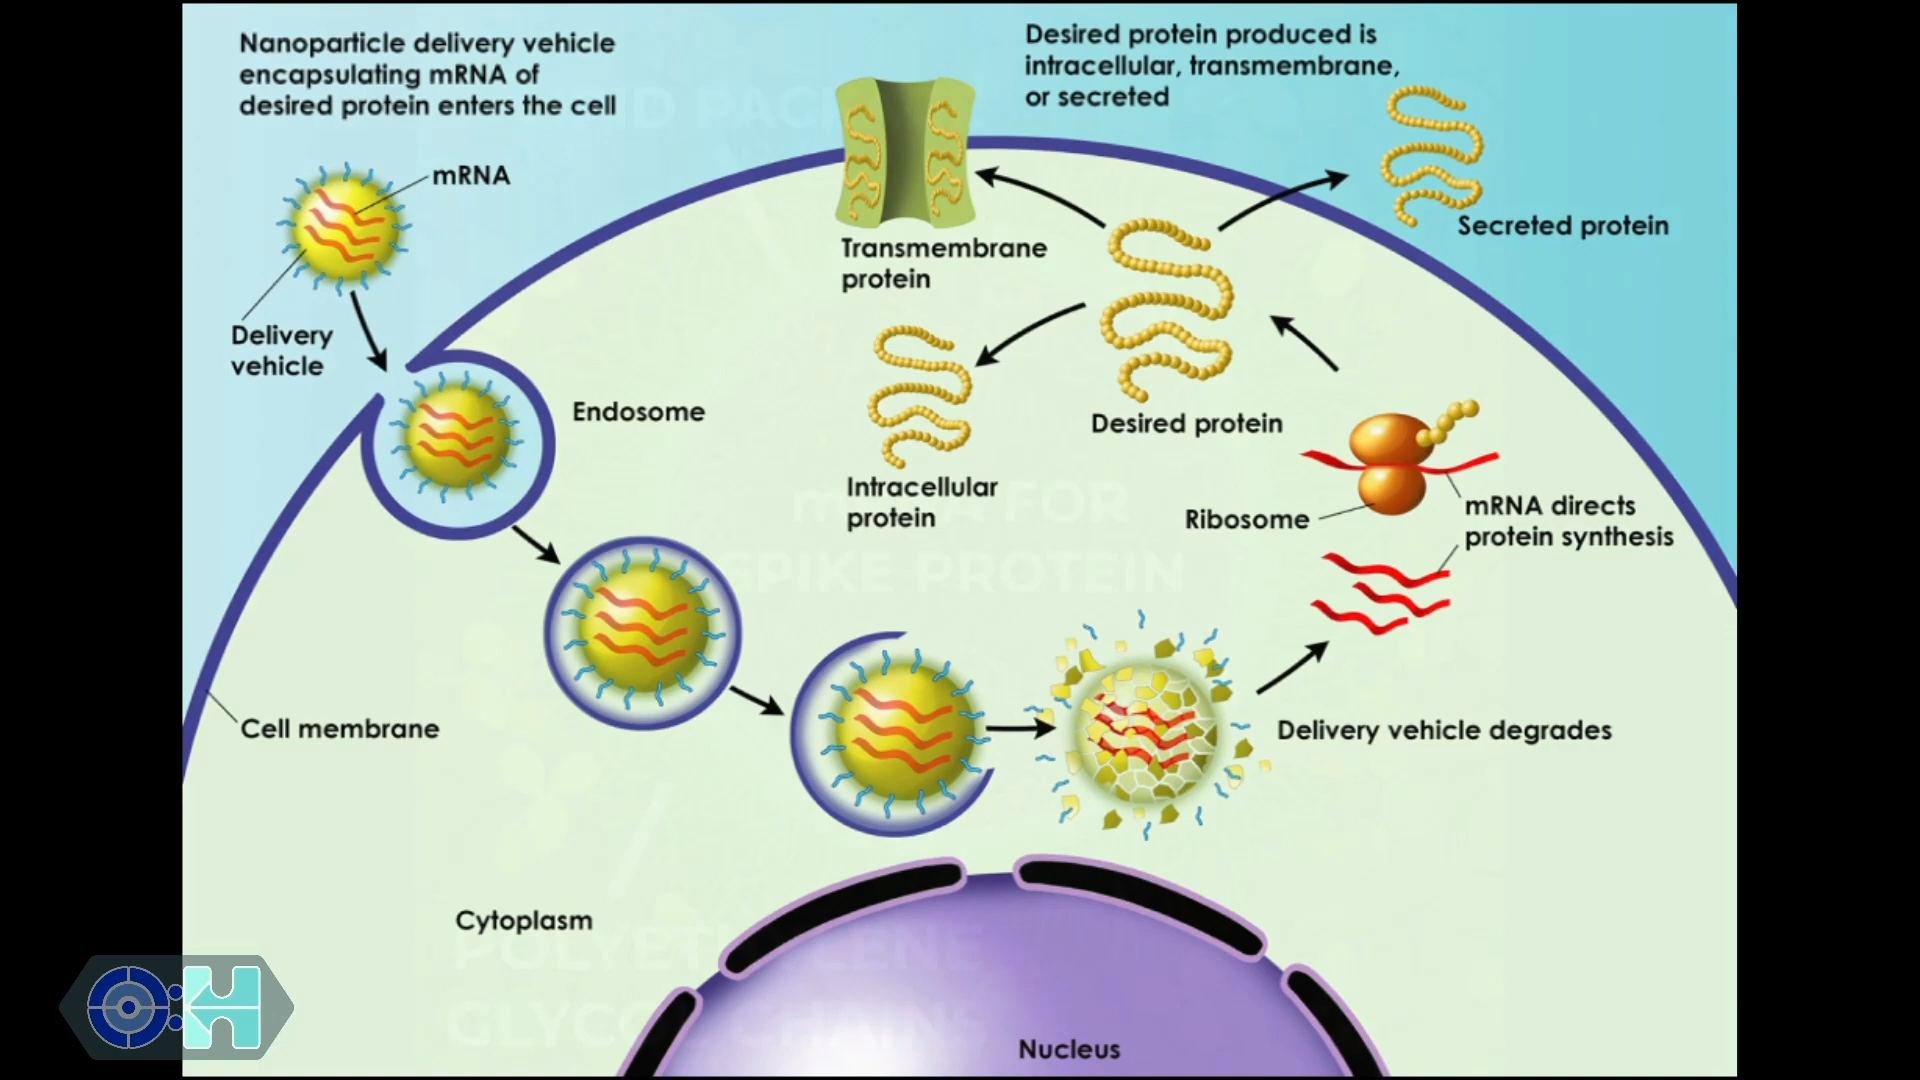 Nanoparticle delivery vehicle
encapsulating mRNA of
desired protein enters the cell
Desired protein produced is
intracellular, transmembrane,
or secreted
mRNA
Delivery
vehicle
Transmembrane
protein
Secreted protein
Endosome
Desired protein
Intracellular
protein
Ribosome
mRNA directs
protein synthesis
Cell membrane
Delivery vehicle degrades
Cytoplasm
Nucleus
FOR
PROTEIN